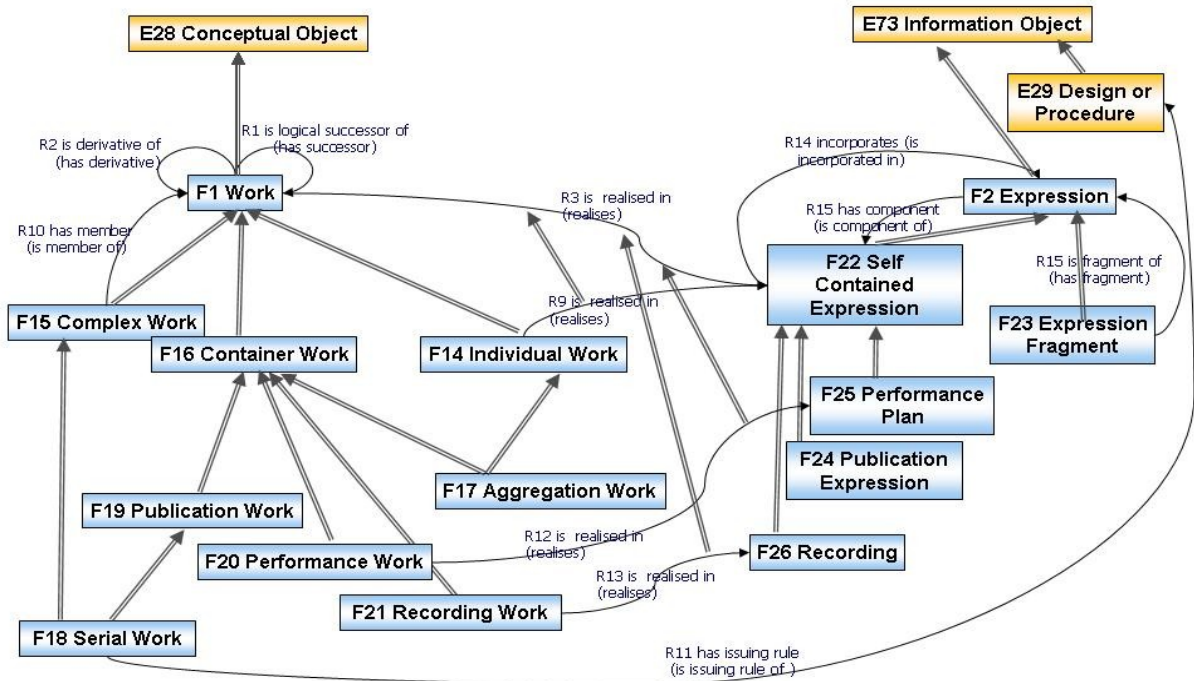 E28 Conceptual Object
E73 Information Object
E29 Design or
Procedure
R2 is derivative of
(has derivative)
R1 is logical successor of
(has successor)
R14 incorporates (is
incorporated in)
F1 Work
R3 is  realised in
(realises)
F2 Expression
R15 has component
(is component of)
R10 has member
(is member of)
F22 Self
Contained
Expression
R15 is fragment of
(has fragment)
R9 is  realised in
(realises)
F15 Complex Work
F16 Container Work
F14 Individual Work
F23 Expression
Fragment
F25 Performance
Plan
F24 Publication
Expression
F17 Aggregation Work
F19 Publication Work
R12 is  realised in
(realises)
F20 Performance Work
F26 Recording
R13 is  realised in
(realises)
F21 Recording Work
F18 Serial Work
R11 has issuing rule
(is issuing rule of )